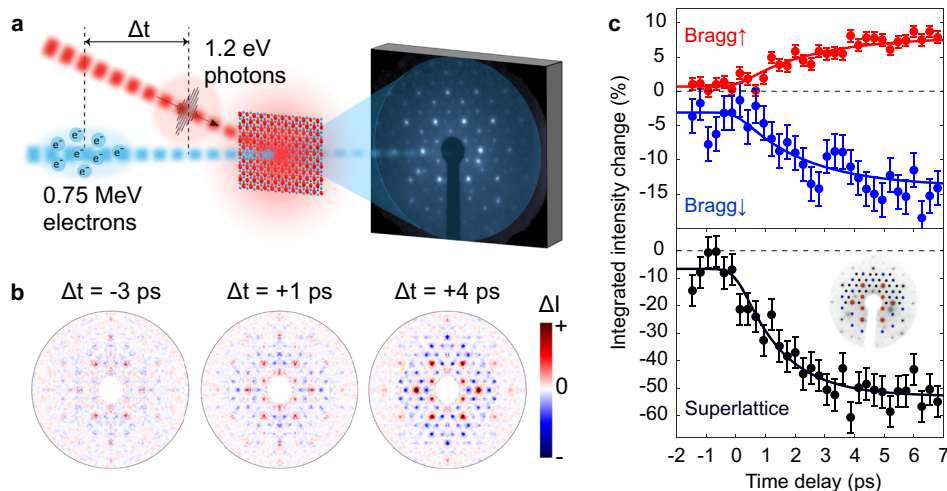 a
Δt
1.2 eV
photons
e⁻ e⁻ e⁻ e⁻ e⁻ e⁻ e⁻
0.75 MeV
electrons
b
Δt = -3 ps
Δt = +1 ps
Δt = +4 ps
ΔI
+
0
-
c
Integrated intensity change (%)
10
5
0
-5
-10
-15
Bragg↑
Bragg↓
0
-10
-20
-30
-40
-50
-60
Superlattice
-2 -1 0 1 2 3 4 5 6 7
Time delay (ps)